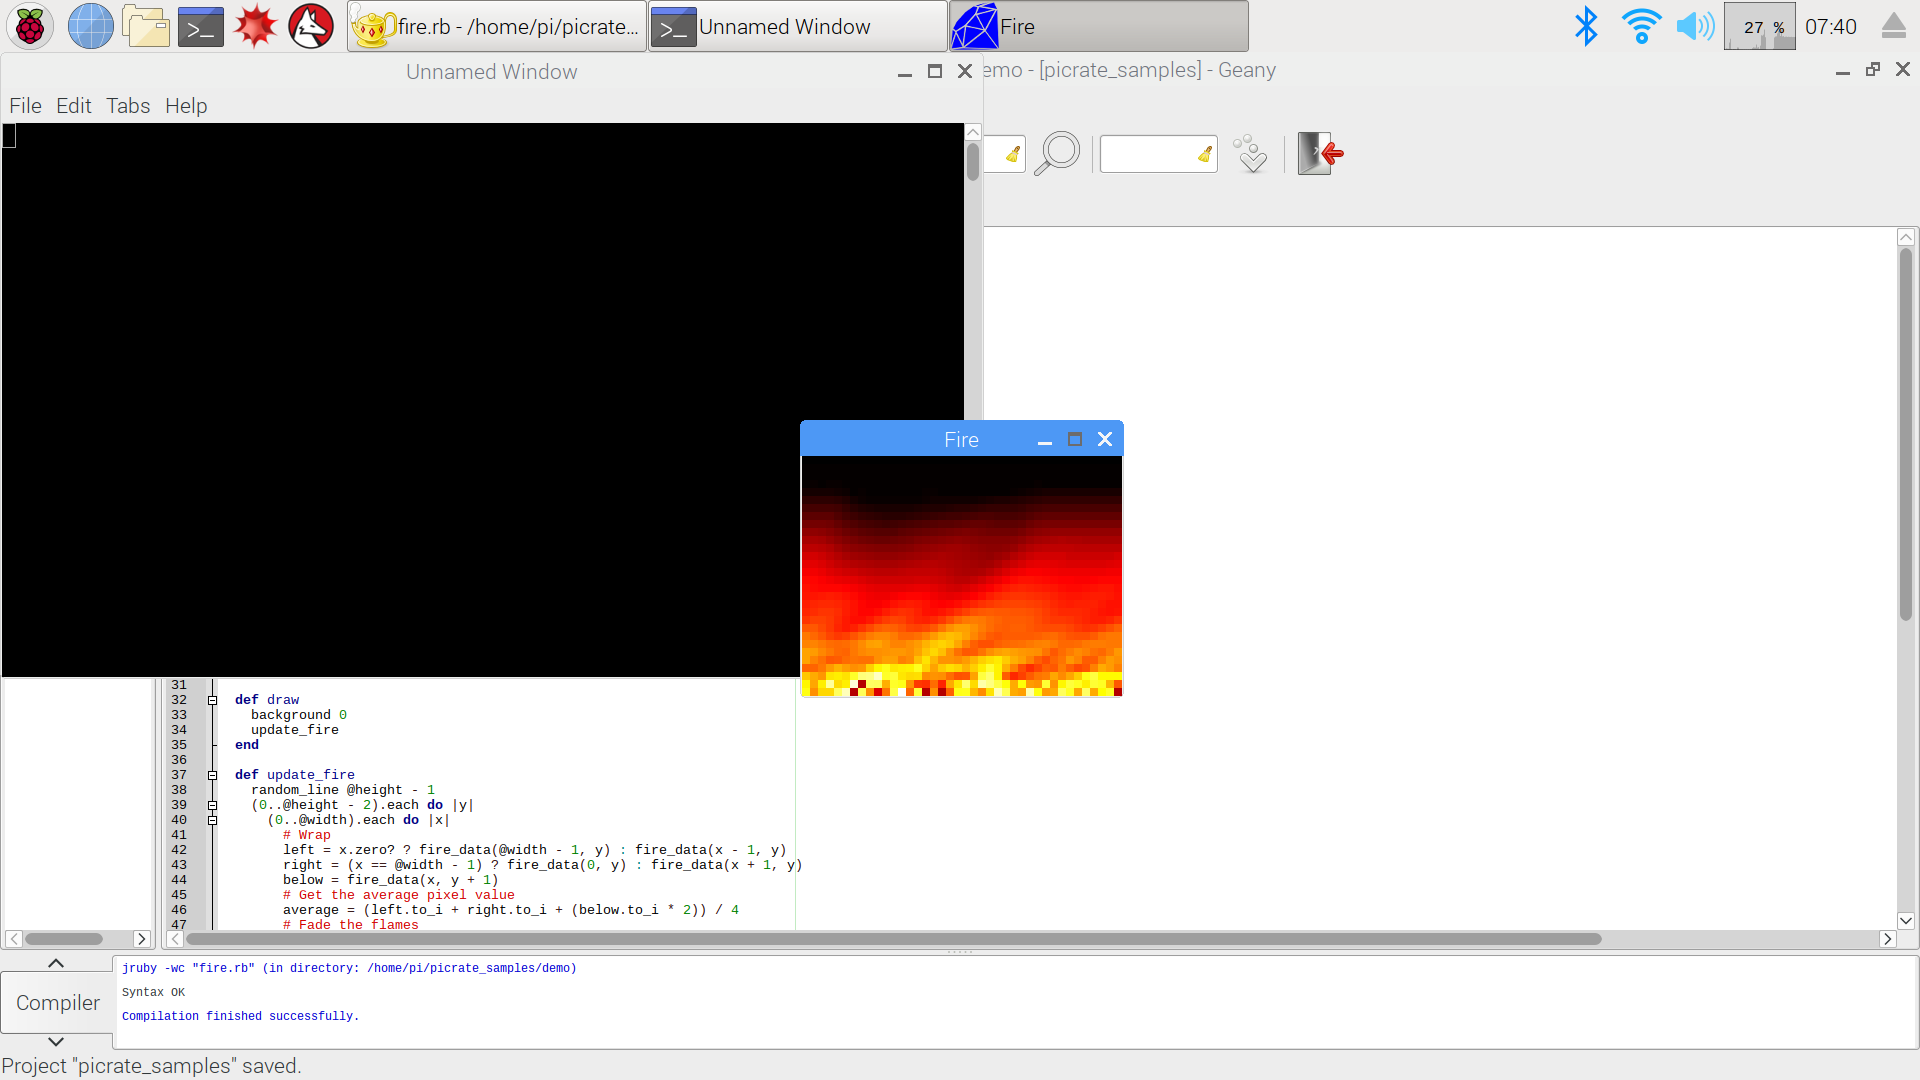 fire.rb - /home/pi/picrate...
Unnamed Window
Fire
27 %
07:40
Unnamed Window
emo - [picrate_samples] - Geany
File Edit Tabs Help
Fire
31
32 def draw
33 background 0
34 update_fire
35 end
36
37 def update_fire
38 random_line @height - 1
39 (0..@height - 2).each do |y|
40 (0..@width).each do |x|
41 # Wrap
42 left = x.zero? ? fire_data(@width - 1, y) : fire_data(x - 1, y)
43 right = (x == @width - 1) ? fire_data(0, y) : fire_data(x + 1, y)
44 below = fire_data(x, y + 1)
45 # Get the average pixel value
46 average = (left.to_i + right.to_i + (below.to_i * 2)) / 4
47 # Fade the flames
Compiler
jruby -wc "fire.rb" (in directory: /home/pi/picrate_samples/demo)
Syntax OK
Compilation finished successfully.
Project "picrate_samples" saved.